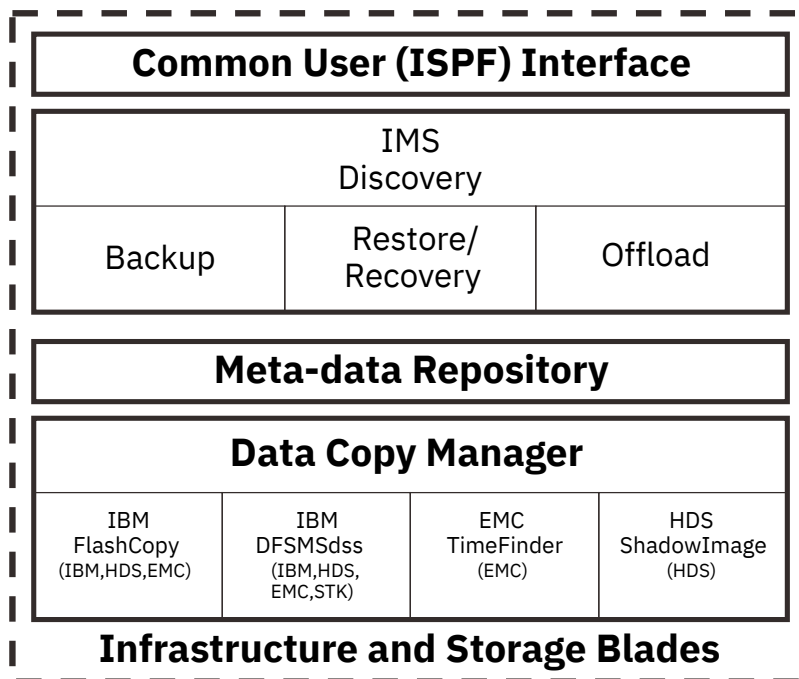 Common User (ISPF) Interface
IMS
Discovery
Backup
Restore/
Recovery
Offload
Meta-data Repository
Data Copy Manager
IBM
FlashCopy
(IBM,HDS,EMC)
IBM
DFSMSdss
(IBM,HDS,
EMC,STK)
EMC
TimeFinder
(EMC)
HDS
ShadowImage
(HDS)
Infrastructure and Storage Blades